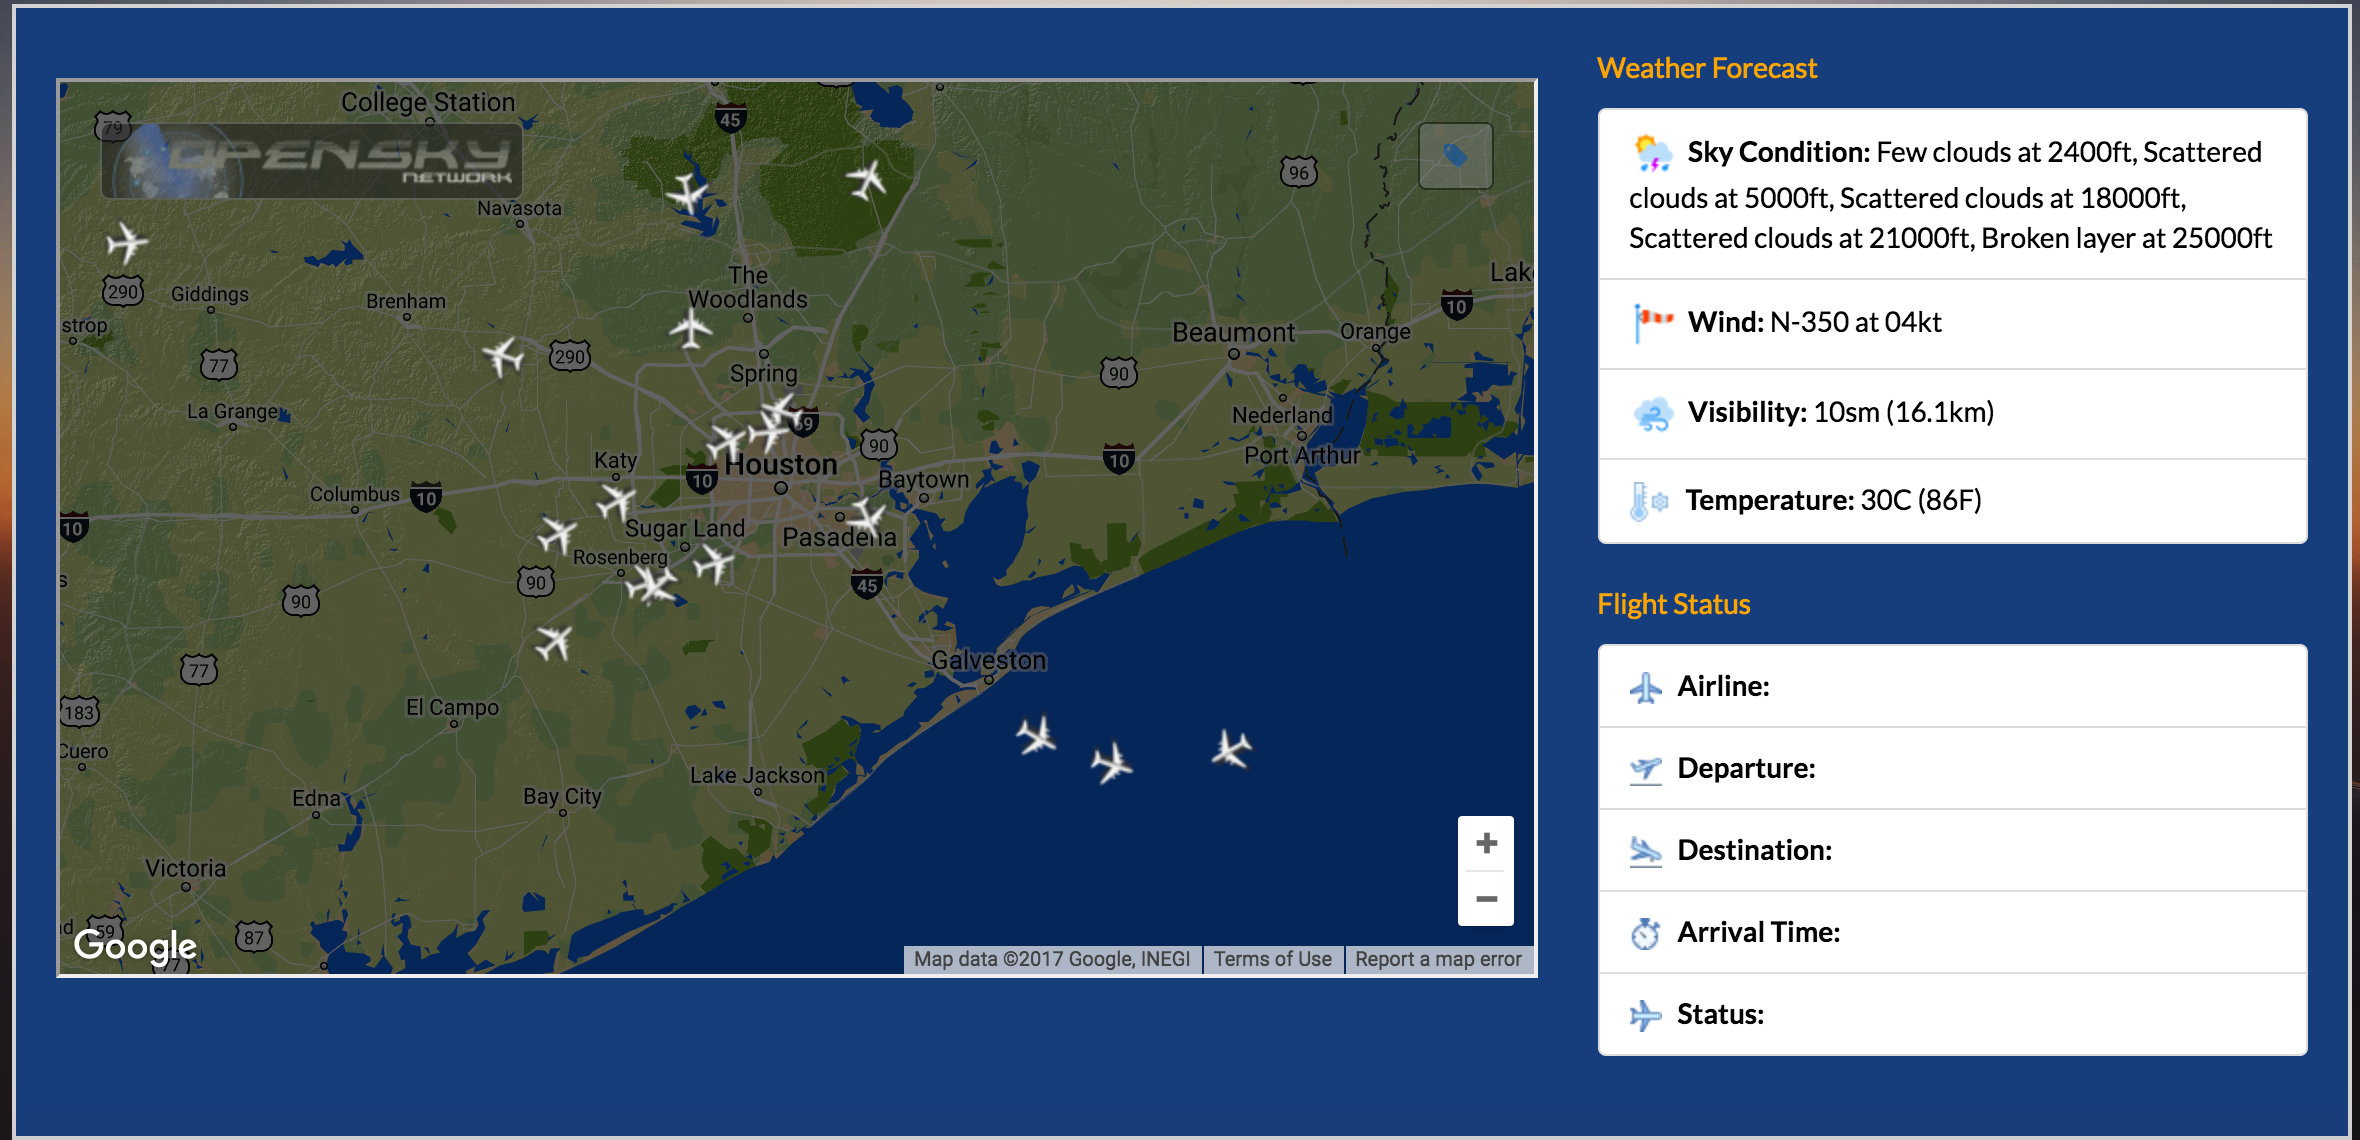 Weather Forecast
Sky Condition: Few clouds at 2400ft, Scattered
clouds at 5000ft, Scattered clouds at 18000ft,
Scattered clouds at 21000ft, Broken layer at 25000ft
Wind: N-350 at 04kt
Visibility: 10sm (16.1km)
Temperature: 30C (86F)
Flight Status
Airline:
Departure:
Destination:
Arrival Time:
Status:
College Station
79
45
OPENSKY
NETWORK
96
Navasota
290
Giddings
Brenham
The
Woodlands
Lake
10
strop
77
290
Spring
Beaumont
Orange
90
La Grange
69
90
Nederland
Katy
Houston
10
Port Arthur
Columbus
10
10
Baytown
10
Sugar Land
Pasadena
Rosenberg
s
90
90
45
77
Galveston
183
El Campo
Cuero
Lake Jackson
Edna
Bay City
Victoria
+
−
d
59
87
77
Google
Map data ©2017 Google, INEGI
Terms of Use
Report a map error